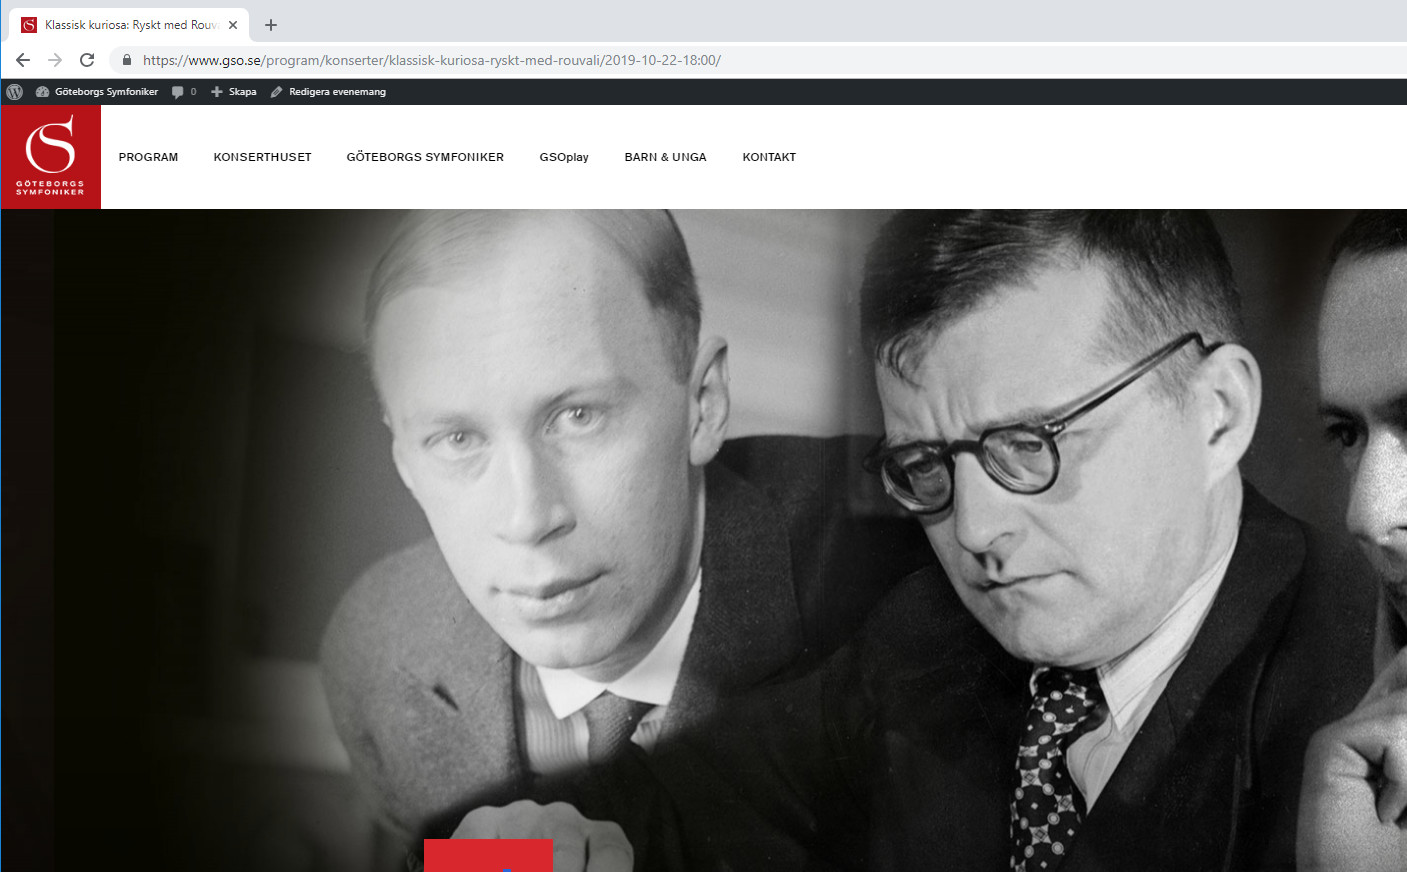 Klassisk kuriosa: Ryskt med Rouva
https://www.gso.se/program/konserter/klassisk-kuriosa-ryskt-med-rouvali/2019-10-22-18:00/
Göteborgs Symfoniker 0 Skapa Redigera evenemang
GÖTEBORGS
SYMFONIKER
PROGRAM KONSERTHUSET GÖTEBORGS SYMFONIKER GSOplay BARN & UNGA KONTAKT